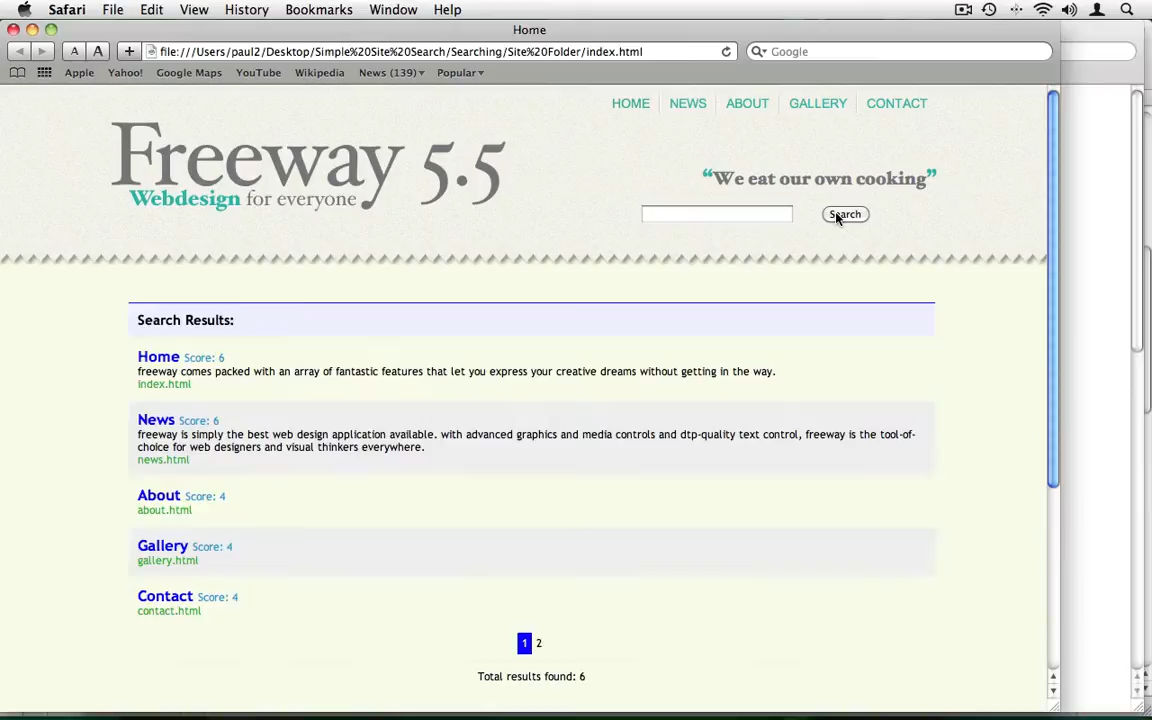 Safari File Edit View History Bookmarks Window Help
Home
A A + file:///Users/paul2/Desktop/Simple%20Site%20Search/Searching/Site%20Folder/index.html Google
Apple Yahoo! Google Maps YouTube Wikipedia News (139) Popular
HOME NEWS ABOUT GALLERY CONTACT
Freeway 5.5
Webdesign for everyone
“We eat our own cooking”
Search
Search Results:
Home Score: 6
freeway comes packed with an array of fantastic features that let you express your creative dreams without getting in the way.
index.html
News Score: 6
freeway is simply the best web design application available. with advanced graphics and media controls and dtp-quality text control, freeway is the tool-of-
choice for web designers and visual thinkers everywhere.
news.html
About Score: 4
about.html
Gallery Score: 4
gallery.html
Contact Score: 4
contact.html
1 2
Total results found: 6